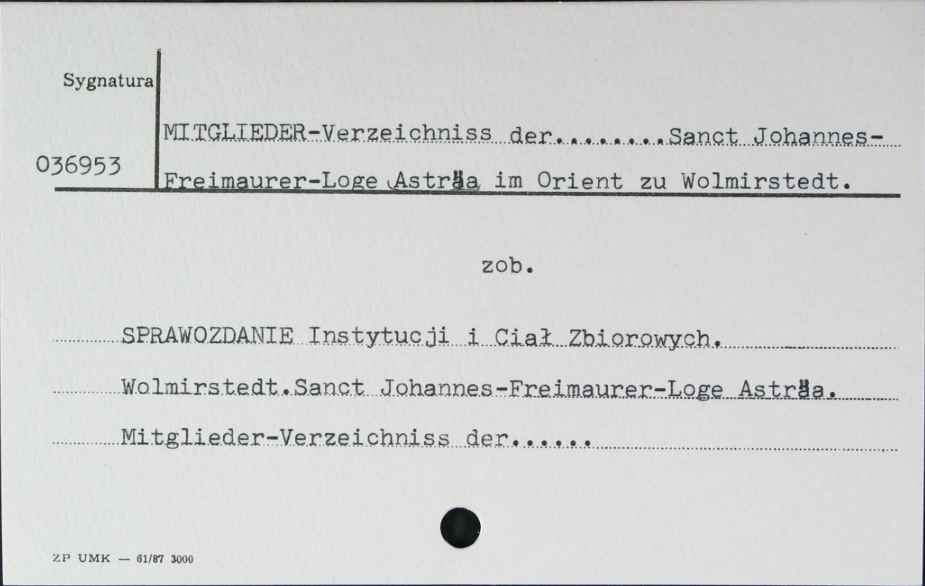 Sygnatura
036953
MITGLIEDER-Verzeichniss der.........Sanct Johannes-
Freimaurer-Loge Asträa im Orient zu Wolmirstedt.
zob.
SPRAWOZDANIE Instytucji i Ciał Zbiorowych.
Wolmirstedt.Sanct Johannes-Freimaurer-Loge Asträa.
Mitglieder-Verzeichniss der......
ZP UMK — 61/87 3000